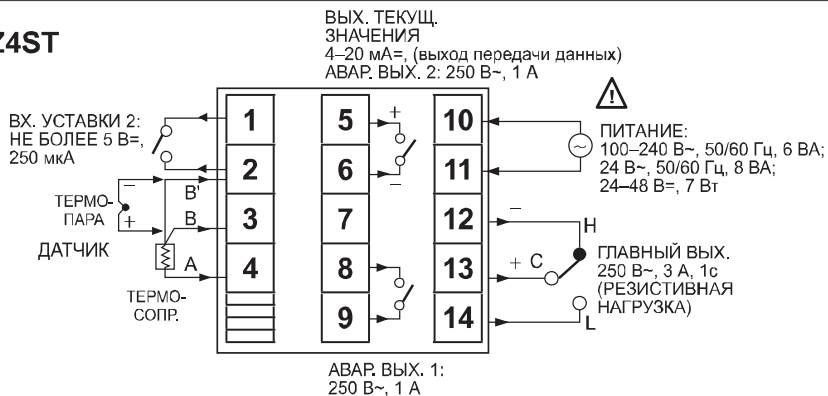 Z4ST
ВЫХ. ТЕКУЩ.
ЗНАЧЕНИЯ
4–20 мА=, (выход передачи данных)
АВАР. ВЫХ. 2: 250 В~, 1 А
ВХ. УСТАВКИ 2:
НЕ БОЛЕЕ 5 В=,
250 мкА
1
2
3
4
5
6
7
8
9
10
11
12
13
14
+
−
ПИТАНИЕ:
100–240 В~, 50/60 Гц, 6 ВА;
24 В~, 50/60 Гц, 8 ВА;
24–48 В=, 7 Вт
−
ТЕРМО-
ПАРА
+
B'
B
A
ДАТЧИК
ТЕРМО-
СОПР.
−
H
+ C
L
ГЛАВНЫЙ ВЫХ.
250 В~, 3 А, 1с
(РЕЗИСТИВНАЯ
НАГРУЗКА)
АВАР. ВЫХ. 1:
250 В~, 1 А